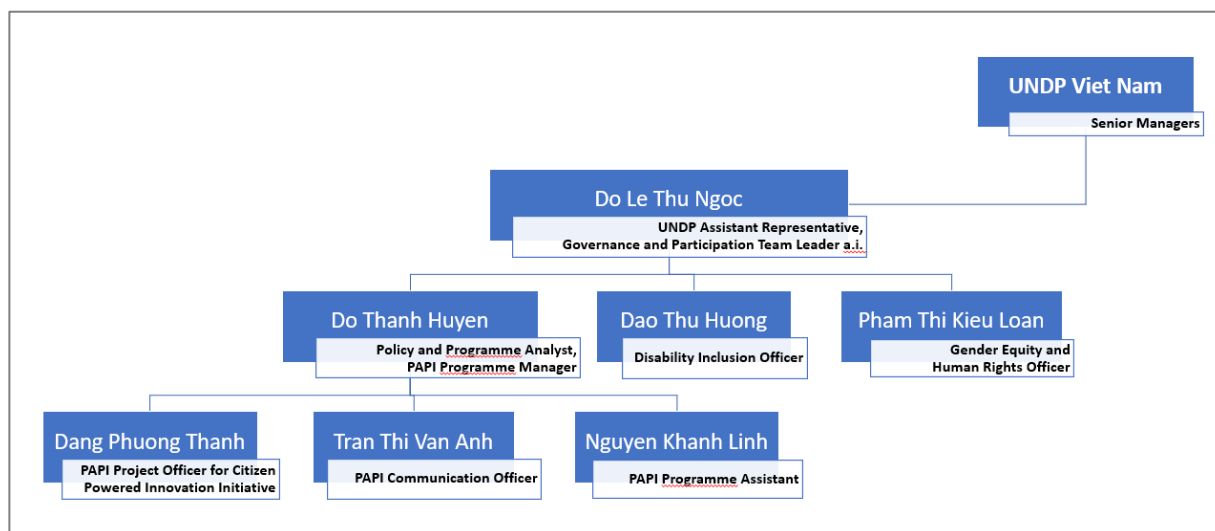 UNDP Viet Nam
Senior Managers
Do Le Thu Ngoc
UNDP Assistant Representative,
Governance and Participation Team Leader a.i.
Do Thanh Huyen
Policy and Programme Analyst,
PAPI Programme Manager
Dao Thu Huong
Disability Inclusion Officer
Pham Thi Kieu Loan
Gender Equity and
Human Rights Officer
Dang Phuong Thanh
PAPI Project Officer for Citizen
Powered Innovation Initiative
Tran Thi Van Anh
PAPI Communication Officer
Nguyen Khanh Linh
PAPI Programme Assistant